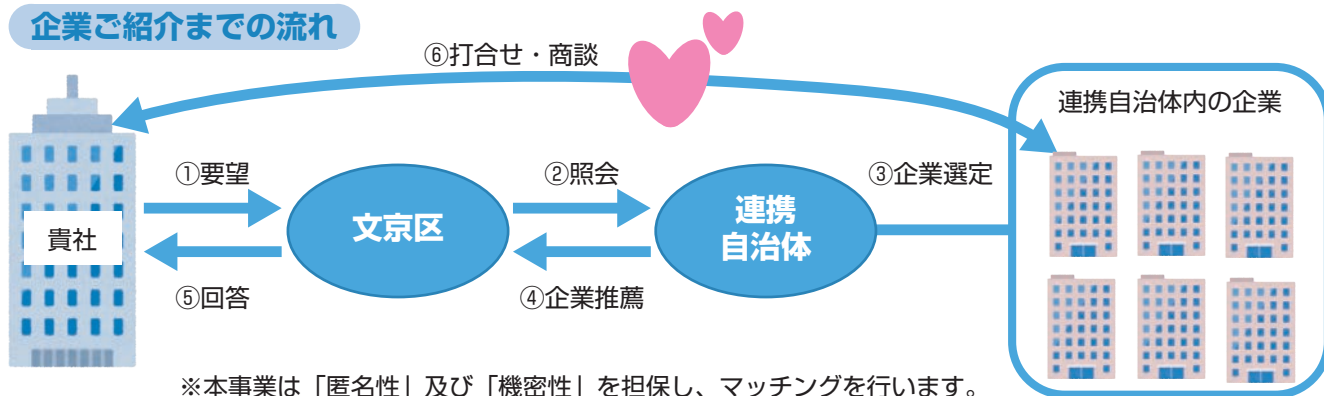 企業ご紹介までの流れ
⑥打合せ・商談
連携自治体内の企業
①要望
②照会
③企業選定
貴社
文京区
連携
自治体
⑤回答
④企業推薦
※本事業は「匿名性」及び「機密性」を担保し、マッチングを行います。